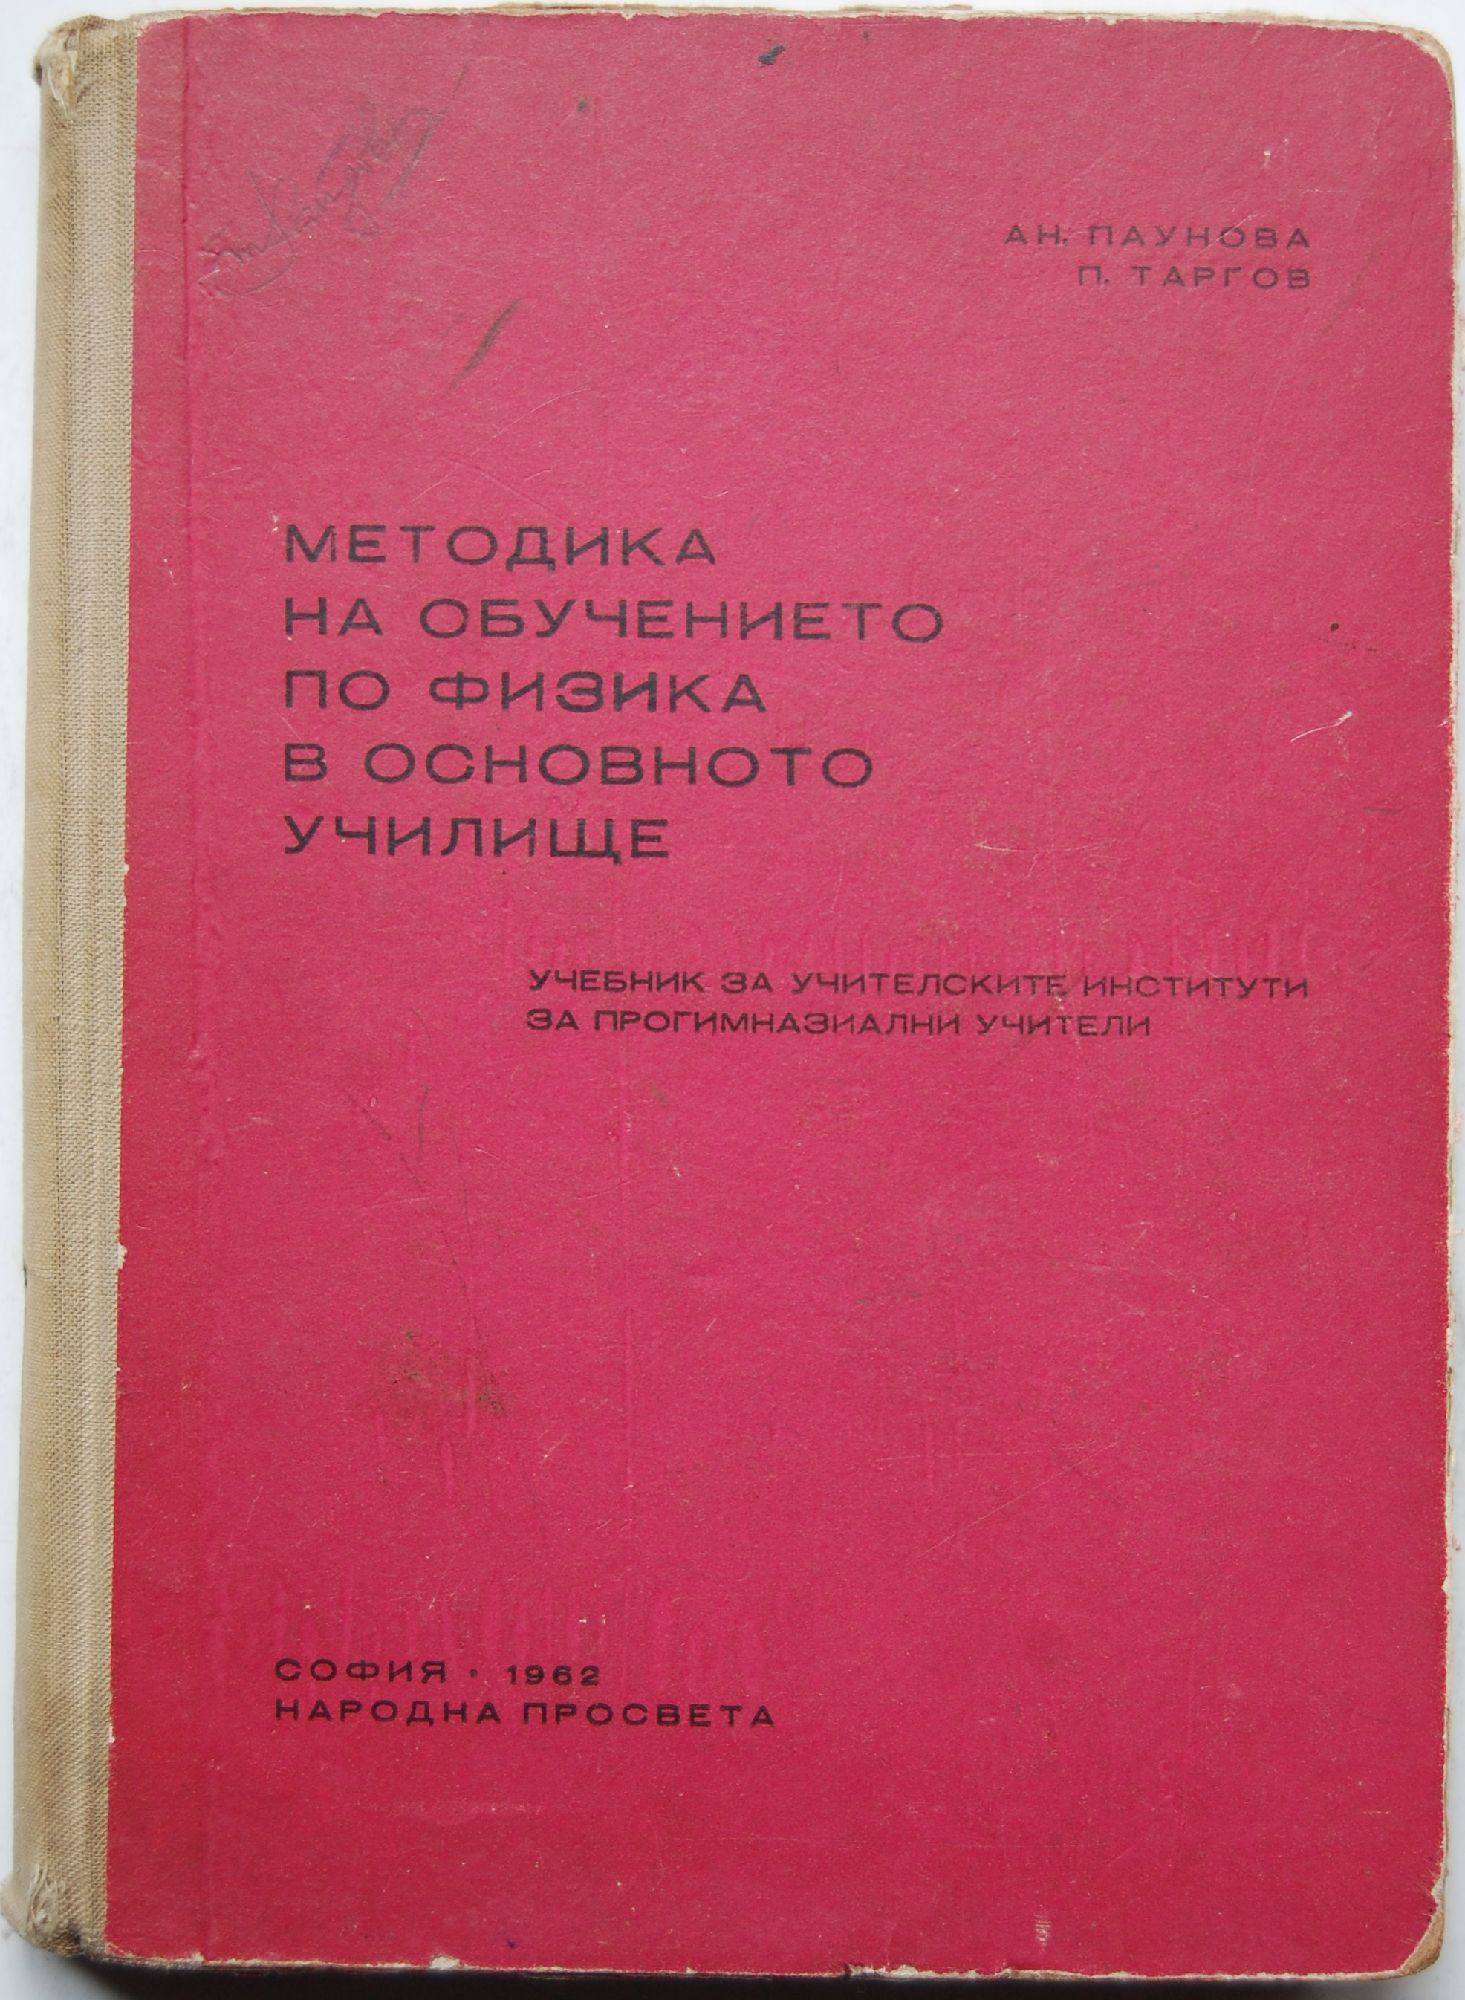 АН. ПАУНОВА
П. ТАРГОВ
МЕТОДИКА
НА ОБУЧЕНИЕТО
ПО ФИЗИКА
В ОСНОВНОТО
УЧИЛИЩЕ
УЧЕБНИК ЗА УЧИТЕЛСКИТЕ ИНСТИТУТИ
ЗА ПРОГИМНАЗИАЛНИ УЧИТЕЛИ
СОФИЯ • 1962
НАРОДНА ПРОСВЕТА